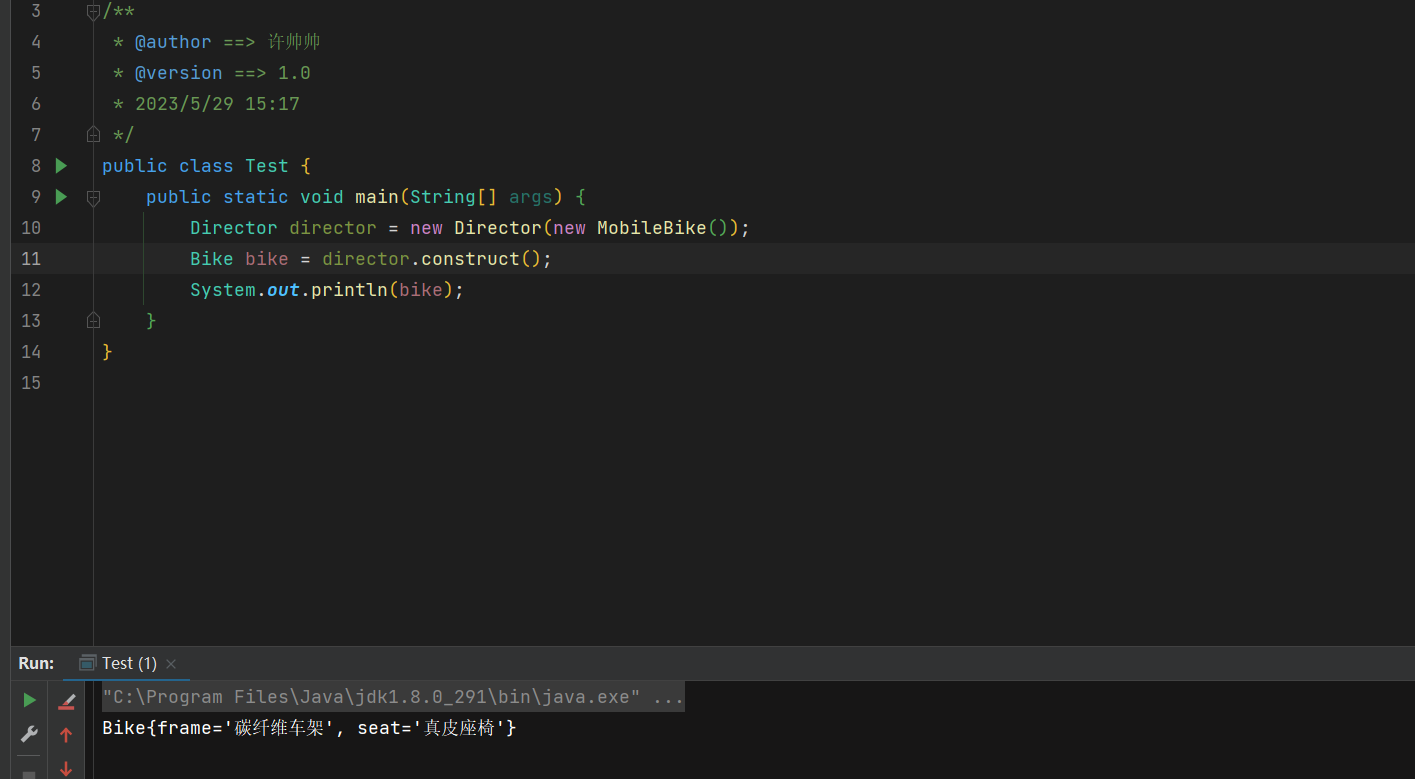 3 /**
4  * @author ==> 许帅帅
5  * @version ==> 1.0
6  * 2023/5/29 15:17
7  */
8 public class Test {
9     public static void main(String[] args) {
10         Director director = new Director(new MobileBike());
11         Bike bike = director.construct();
12         System.out.println(bike);
13     }
14 }
15
Run: Test (1) ×
"C:\Program Files\Java\jdk1.8.0_291\bin\java.exe" ...
Bike{frame='碳纤维车架', seat='真皮座椅'}